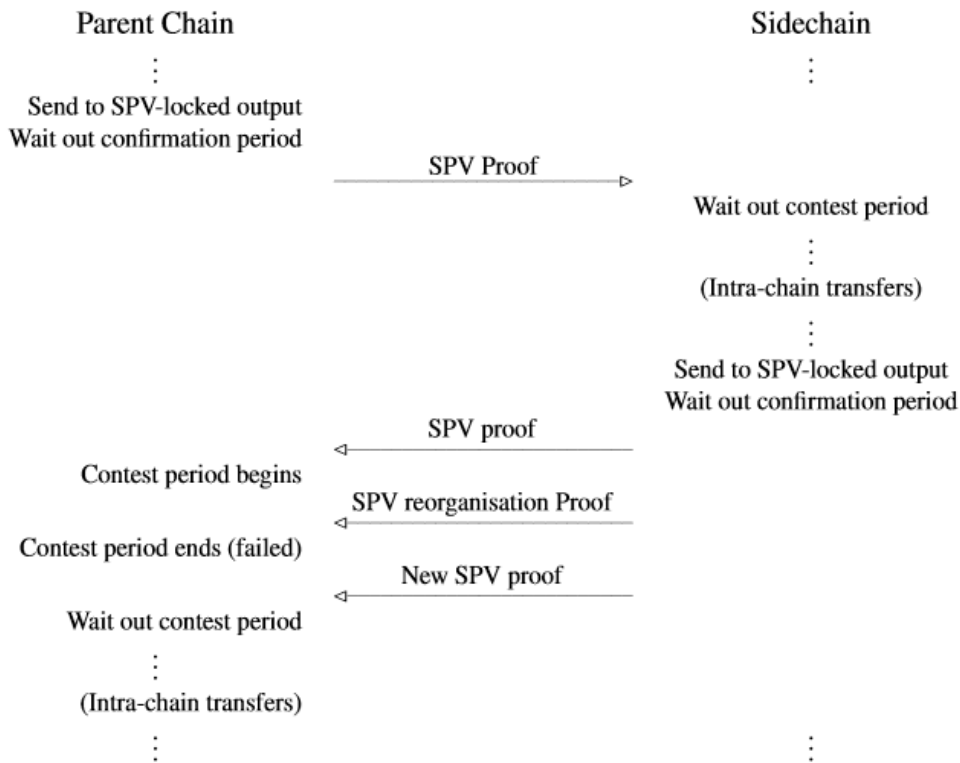 Parent Chain
Sidechain
Send to SPV-locked output
Wait out confirmation period
SPV Proof
Wait out contest period
(Intra-chain transfers)
Send to SPV-locked output
Wait out confirmation period
SPV proof
Contest period begins
SPV reorganisation Proof
Contest period ends (failed)
New SPV proof
Wait out contest period
(Intra-chain transfers)